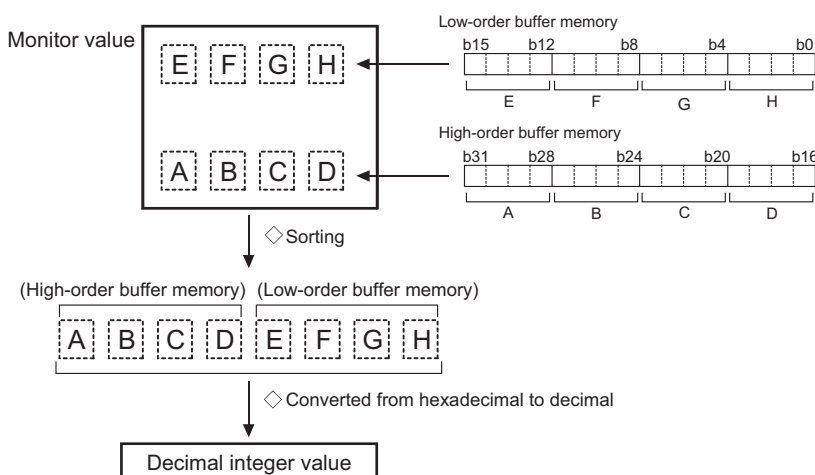 Low-order buffer memory
Monitor value
b15 b12 b8 b4 b0
E F G H
E F G H
High-order buffer memory
b31 b28 b24 b20 b16
A B C D
A B C D
◇ Sorting
(High-order buffer memory) (Low-order buffer memory)
A B C D E F G H
◇ Converted from hexadecimal to decimal
Decimal integer value